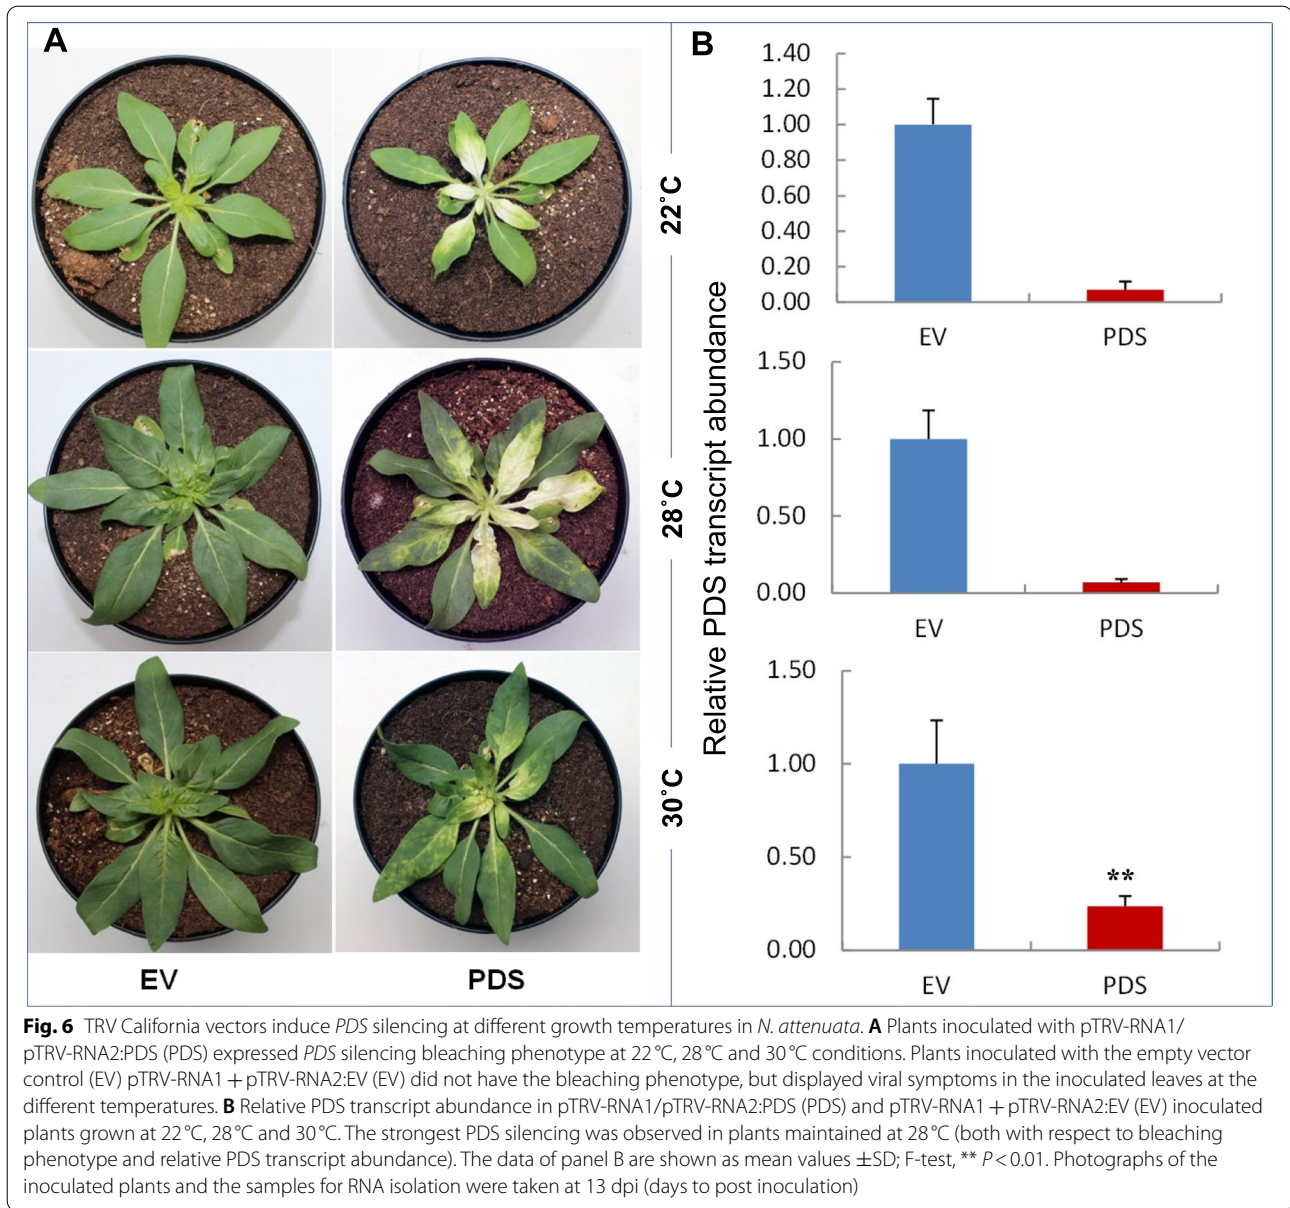 A
B
22°C
28°C
30°C
EV
PDS
Relative PDS transcript abundance
1.40
1.20
1.00
0.80
0.60
0.40
0.20
0.00
EV
PDS
1.50
1.00
0.50
0.00
EV
PDS
1.50
1.00
0.50
0.00
**
EV
PDS
Fig. 6 TRV California vectors induce PDS silencing at different growth temperatures in N. attenuata. A Plants inoculated with pTRV-RNA1/
pTRV-RNA2:PDS (PDS) expressed PDS silencing bleaching phenotype at 22 °C, 28 °C and 30 °C conditions. Plants inoculated with the empty vector
control (EV) pTRV-RNA1 + pTRV-RNA2:EV (EV) did not have the bleaching phenotype, but displayed viral symptoms in the inoculated leaves at the
different temperatures. B Relative PDS transcript abundance in pTRV-RNA1/pTRV-RNA2:PDS (PDS) and pTRV-RNA1 + pTRV-RNA2:EV (EV) inoculated
plants grown at 22 °C, 28 °C and 30 °C. The strongest PDS silencing was observed in plants maintained at 28 °C (both with respect to bleaching
phenotype and relative PDS transcript abundance). The data of panel B are shown as mean values ±SD; F-test, ** P < 0.01. Photographs of the
inoculated plants and the samples for RNA isolation were taken at 13 dpi (days to post inoculation)